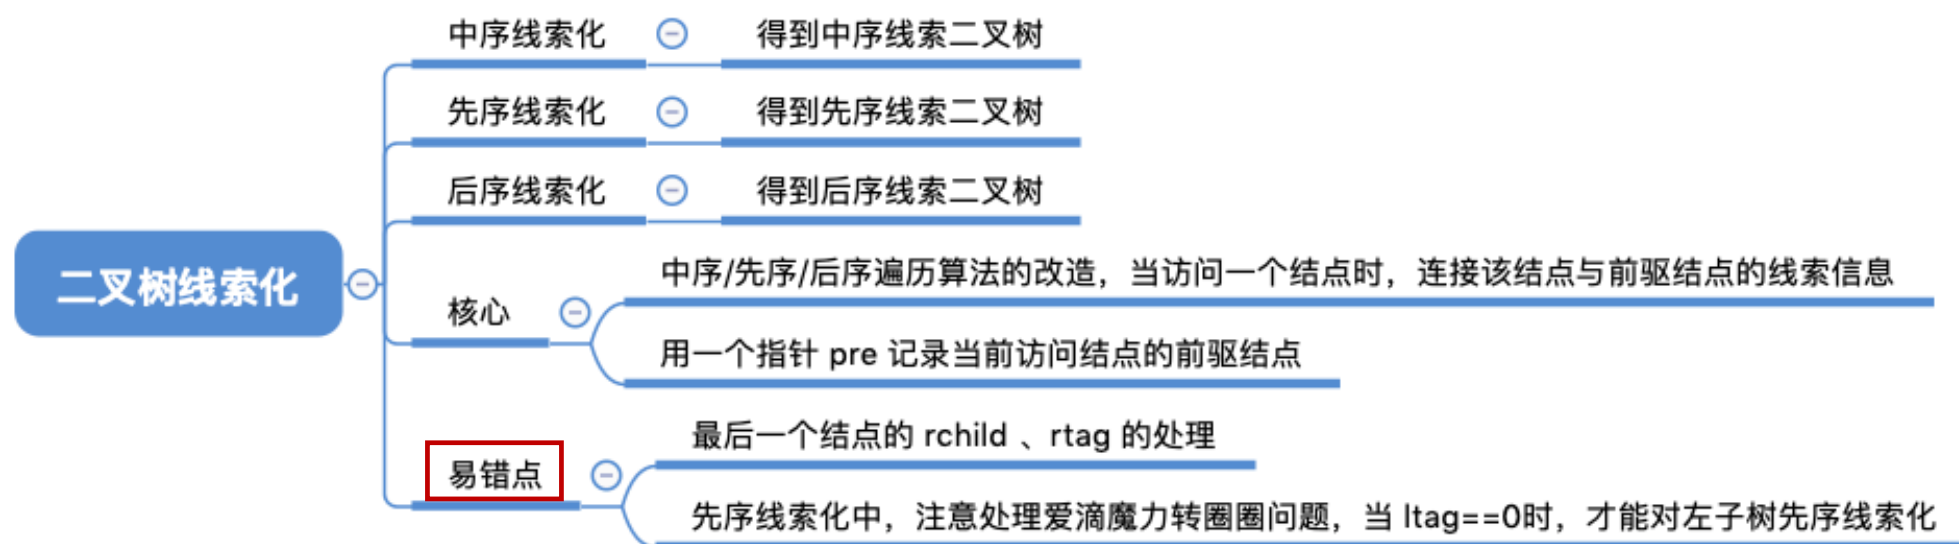 中序线索化
得到中序线索二叉树
先序线索化
得到先序线索二叉树
后序线索化
得到后序线索二叉树
二叉树线索化
核心
中序/先序/后序遍历算法的改造，当访问一个结点时，连接该结点与前驱结点的线索信息
用一个指针 pre 记录当前访问结点的前驱结点
易错点
最后一个结点的 rchild 、rtag 的处理
先序线索化中，注意处理爱滴魔力转圈圈问题，当 ltag==0时，才能对左子树先序线索化